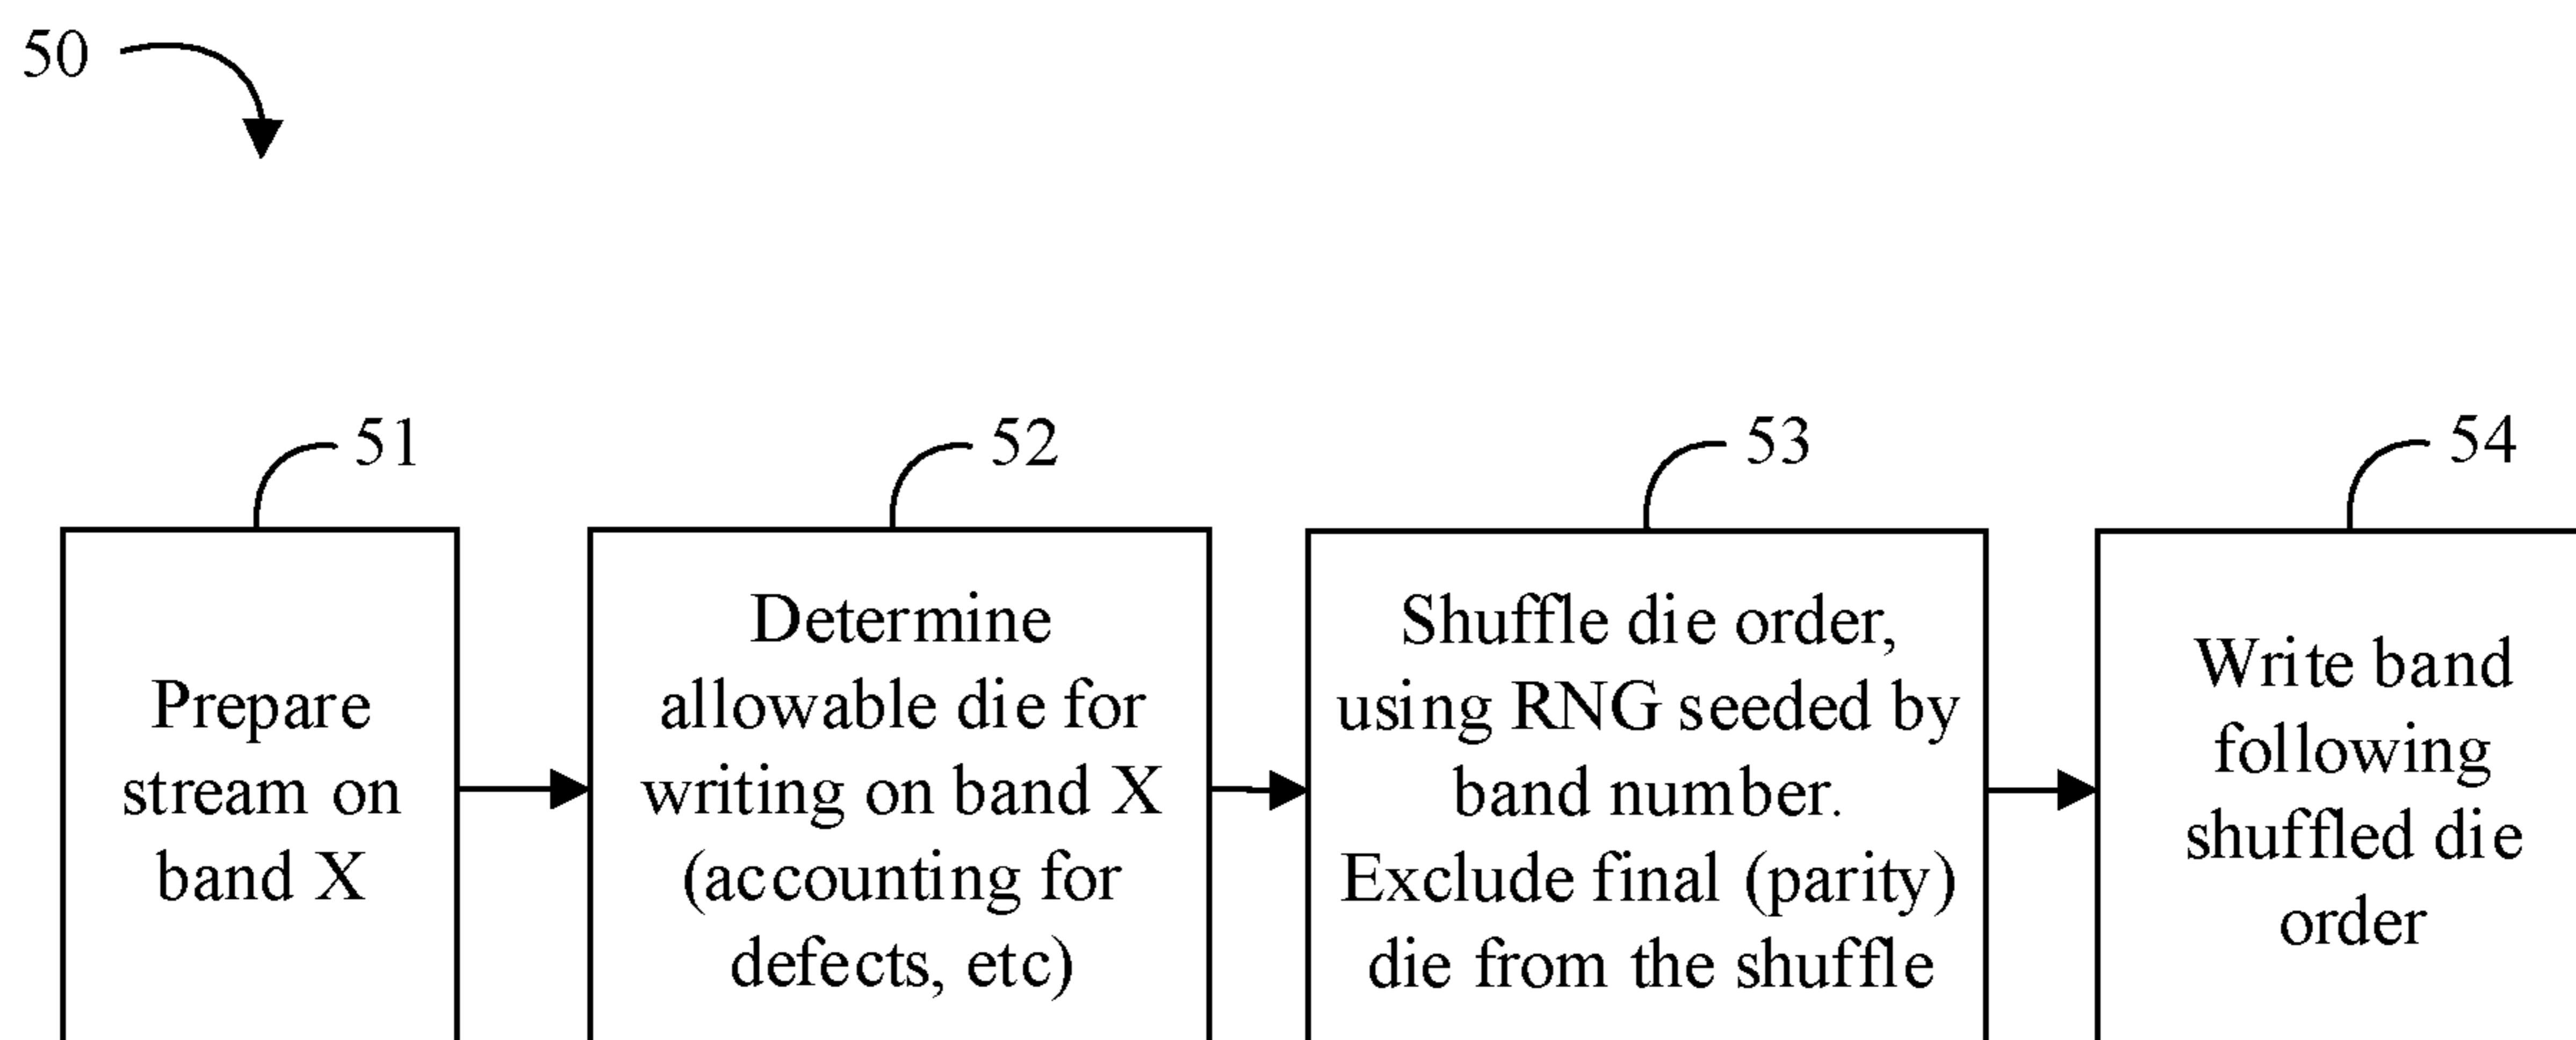 50
51
52
53
54
Prepare
stream on
band X
Determine
allowable die for
writing on band X
(accounting for
defects, etc)
Shuffle die order,
using RNG seeded by
band number.
Exclude final (parity)
die from the shuffle
Write band
following
shuffled die
order